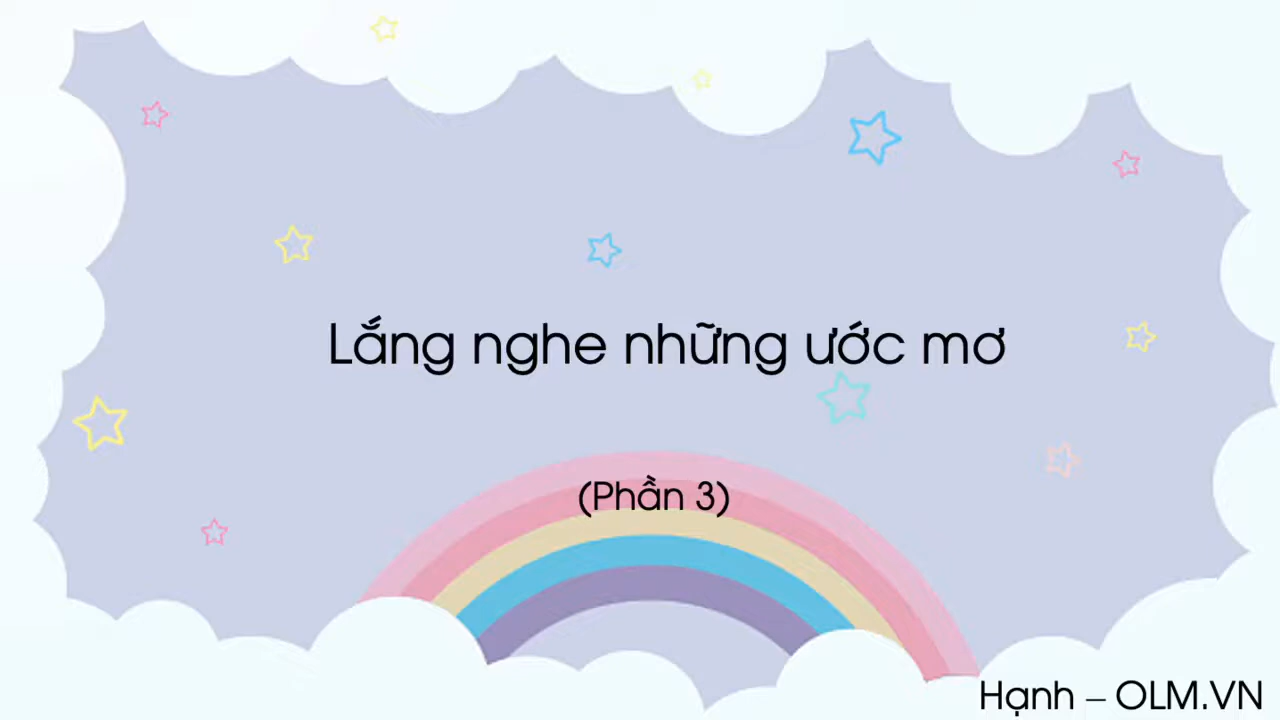 Lắng nghe những ước mơ
(Phần 3)
Hạnh – OLM.VN